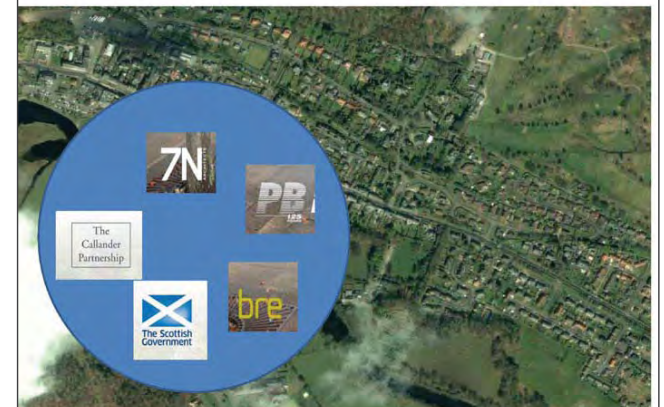 7N
PB
The
Callander
Partnership
bre
The Scottish
Government